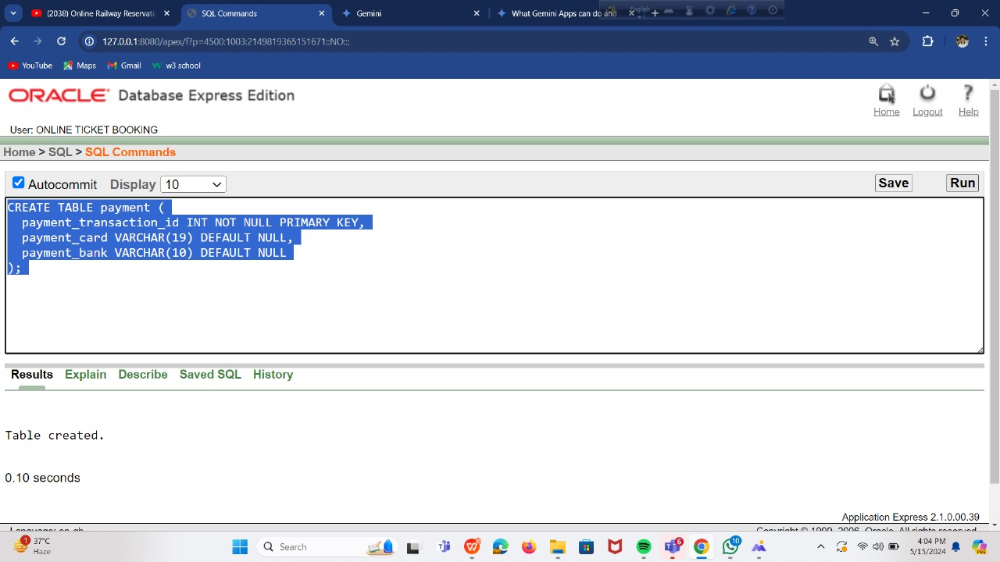 (2038) Online Railway Reservati
SQL Commands
Gemini
What Gemini Apps can do and
English
127.0.0.1:8080/apex/f?p=4500:1003:2149819365151671::NO:::
YouTube
Maps
Gmail
w3 school
ORACLE Database Express Edition
Home
Logout
Help
User: ONLINE TICKET BOOKING
Home > SQL > SQL Commands
Autocommit Display 10
Save
Run
CREATE TABLE payment (
payment_transaction_id INT NOT NULL PRIMARY KEY,
payment_card VARCHAR(19) DEFAULT NULL,
payment_bank VARCHAR(10) DEFAULT NULL
);
Results Explain Describe Saved SQL History
Table created.
0.10 seconds
Application Express 2.1.0.00.39
Language: en-gb
Copyright © 1999, 2006, Oracle. All rights reserved.
1
37°C
Haze
Search
6
10
4:04 PM
5/15/2024
PRE